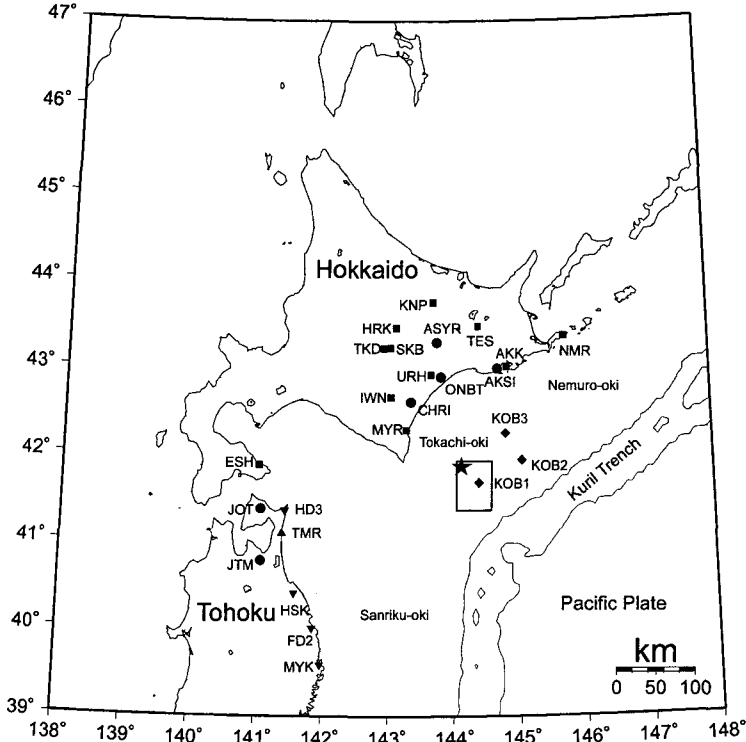 47°
46°
45°
44°
Hokkaido
KNP
HRK
ASYR
TES
TKD
SKB
AKK
NMR
43°
URH
ONBT
AKSI
Nemuro-oki
IWN
CHRI
MYR
Tokachi-oki
KOB3
42°
ESH
KOB2
KOB1
Kuril Trench
JOT
HD3
41°
TMR
JTM
HSK
Tohoku
Sanriku-oki
Pacific Plate
40°
FD2
MYK
km
0 50 100
39°
138° 139° 140° 141° 142° 143° 144° 145° 146° 147° 148°